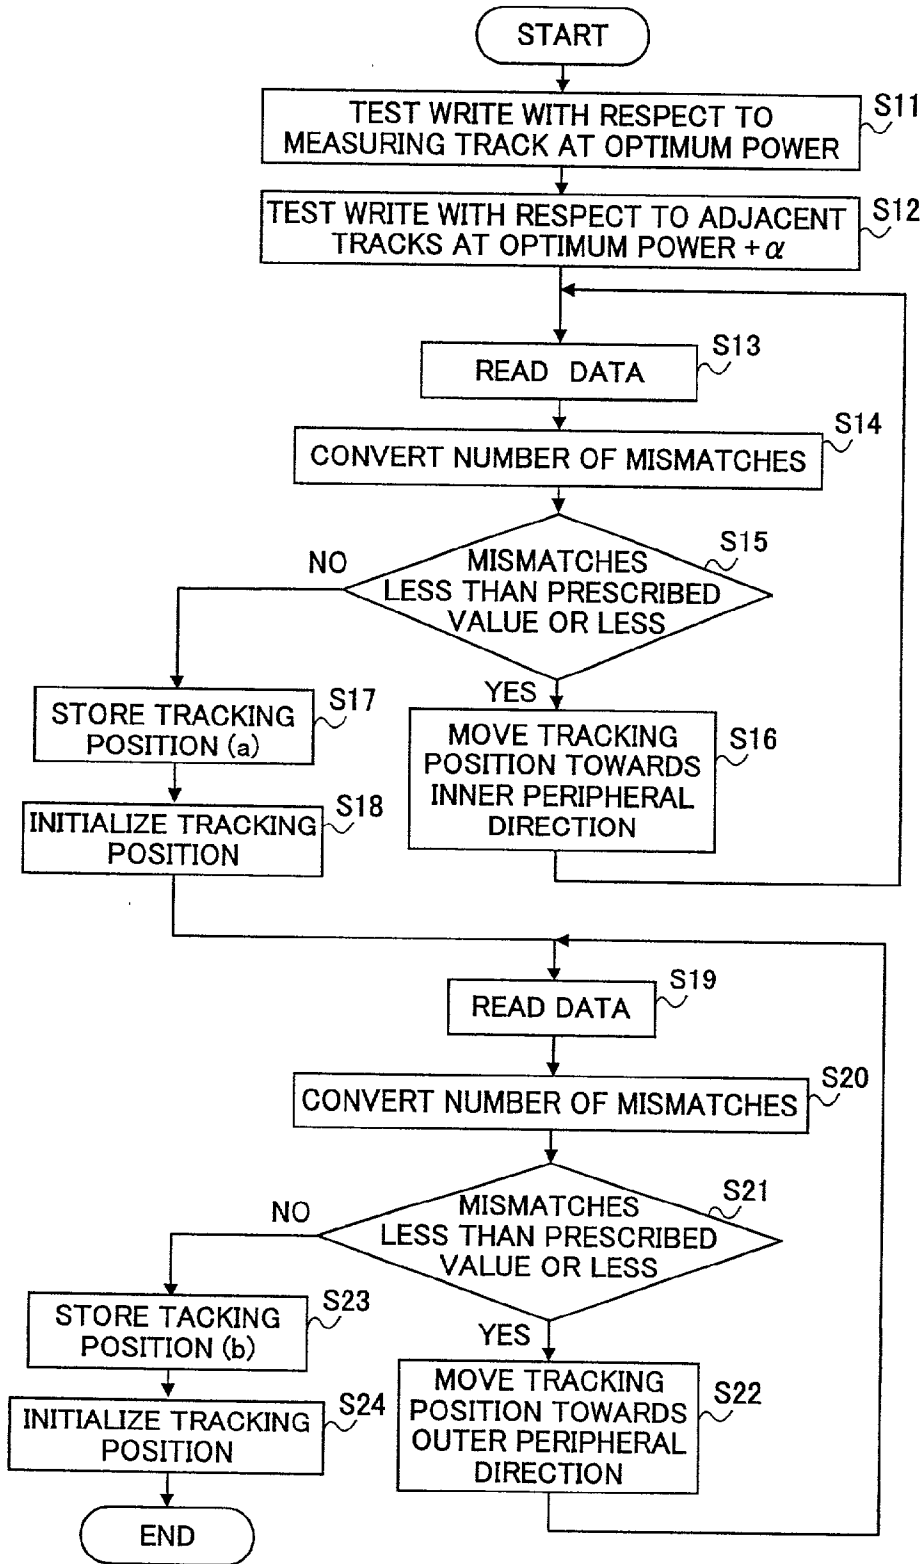 START
S11
TEST WRITE WITH RESPECT TO
MEASURING TRACK AT OPTIMUM POWER
S12
TEST WRITE WITH RESPECT TO ADJACENT
TRACKS AT OPTIMUM POWER + α
S13
READ DATA
S14
CONVERT NUMBER OF MISMATCHES
S15
MISMATCHES
LESS THAN PRESCRIBED
VALUE OR LESS
NO
YES
S17
STORE TRACKING
POSITION (a)
S16
MOVE TRACKING
POSITION TOWARDS
INNER PERIPHERAL
DIRECTION
S18
INITIALIZE TRACKING
POSITION
S19
READ DATA
S20
CONVERT NUMBER OF MISMATCHES
S21
MISMATCHES
LESS THAN PRESCRIBED
VALUE OR LESS
NO
YES
S23
STORE TACKING
POSITION (b)
S22
MOVE TRACKING
POSITION TOWARDS
OUTER PERIPHERAL
DIRECTION
S24
INITIALIZE TRACKING
POSITION
END